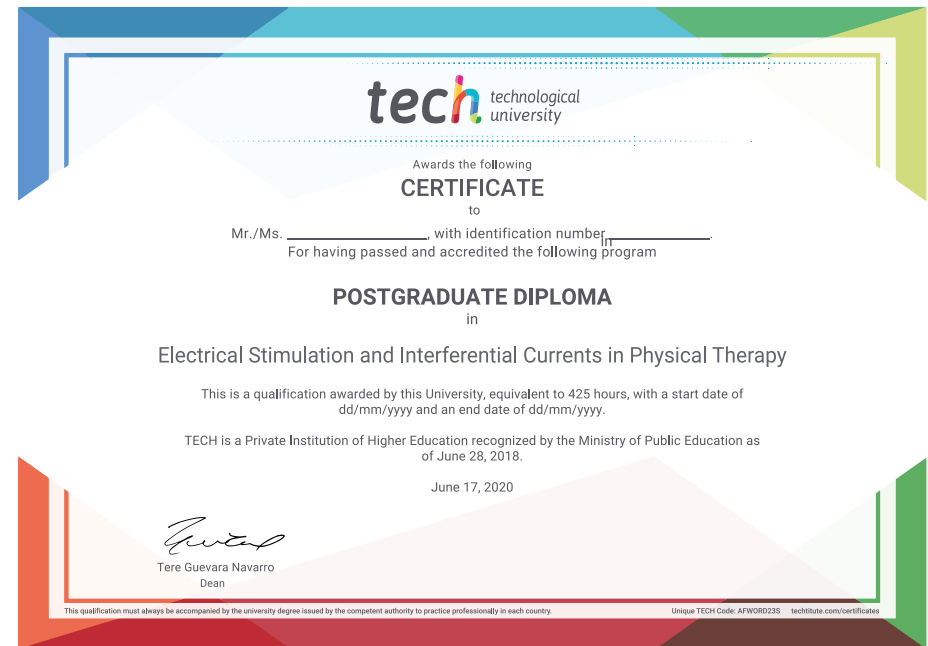 tech technological
university
Awards the following
CERTIFICATE
to
Mr./Ms. ____________________, with identification number______________.
in
For having passed and accredited the following program
POSTGRADUATE DIPLOMA
in
Electrical Stimulation and Interferential Currents in Physical Therapy
This is a qualification awarded by this University, equivalent to 425 hours, with a start date of
dd/mm/yyyy and an end date of dd/mm/yyyy.
TECH is a Private Institution of Higher Education recognized by the Ministry of Public Education as
of June 28, 2018.
June 17, 2020
Tere Guevara Navarro
Dean
This qualification must always be accompanied by the university degree issued by the competent authority to practice professionally in each country. Unique TECH Code: AFWORD23S techtitute.com/certificates